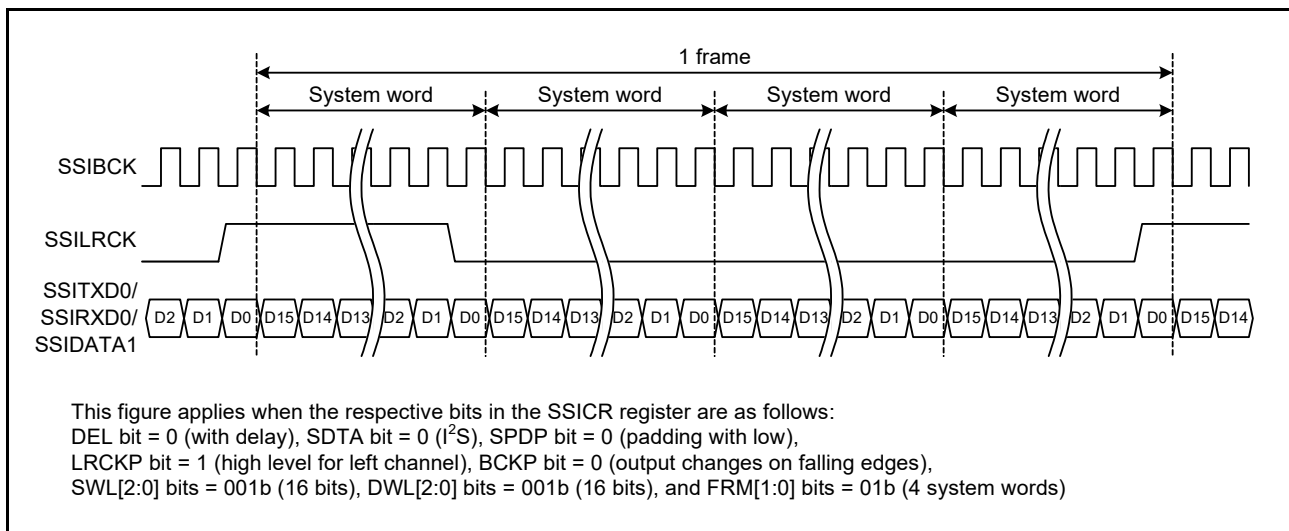 1 frame
System word System word System word System word
SSIBCK
SSILRCK
SSITXD0/
SSIRXD0/
SSIDATA1
D2 D1 D0 D15 D14 D13 D2 D1 D0 D15 D14 D13 D2 D1 D0 D15 D14 D13 D2 D1 D0 D15 D14 D13 D2 D1 D0 D15 D14
This figure applies when the respective bits in the SSICR register are as follows:
DEL bit = 0 (with delay), SDTA bit = 0 (I²S), SPDP bit = 0 (padding with low),
LRCKP bit = 1 (high level for left channel), BCKP bit = 0 (output changes on falling edges),
SWL[2:0] bits = 001b (16 bits), DWL[2:0] bits = 001b (16 bits), and FRM[1:0] bits = 01b (4 system words)